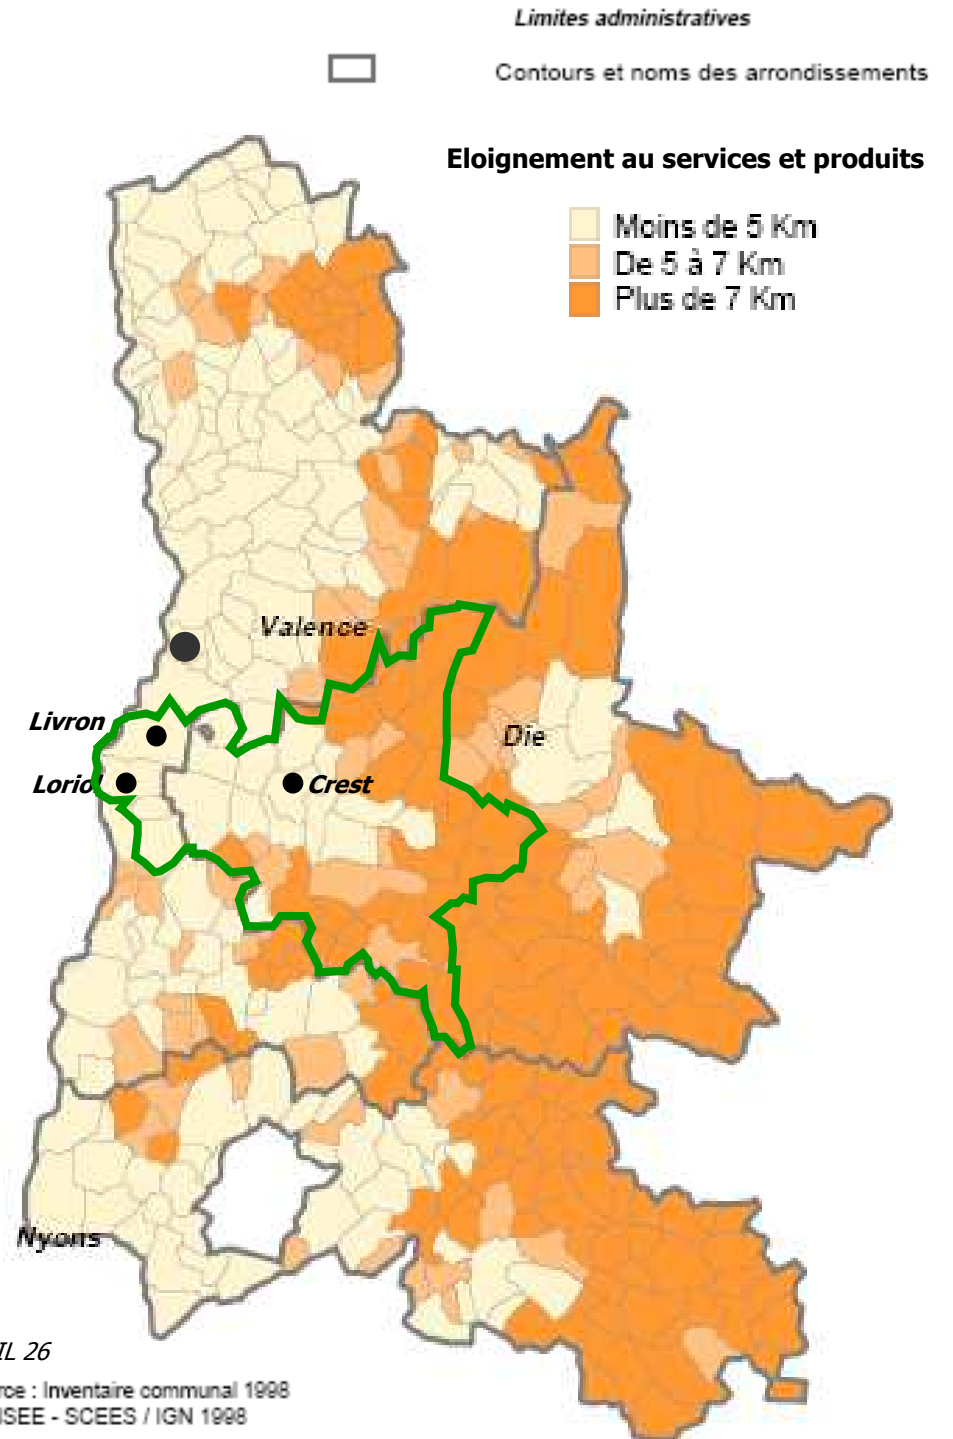 Limites administratives
Contours et noms des arrondissements
Eloignement au services et produits
Moins de 5 Km
De 5 à 7 Km
Plus de 7 Km
Valence
Livron
Die
Loriol
Crest
Nyons
IL 26
rce : Inventaire communal 1998
ISEE - SCEES / IGN 1998